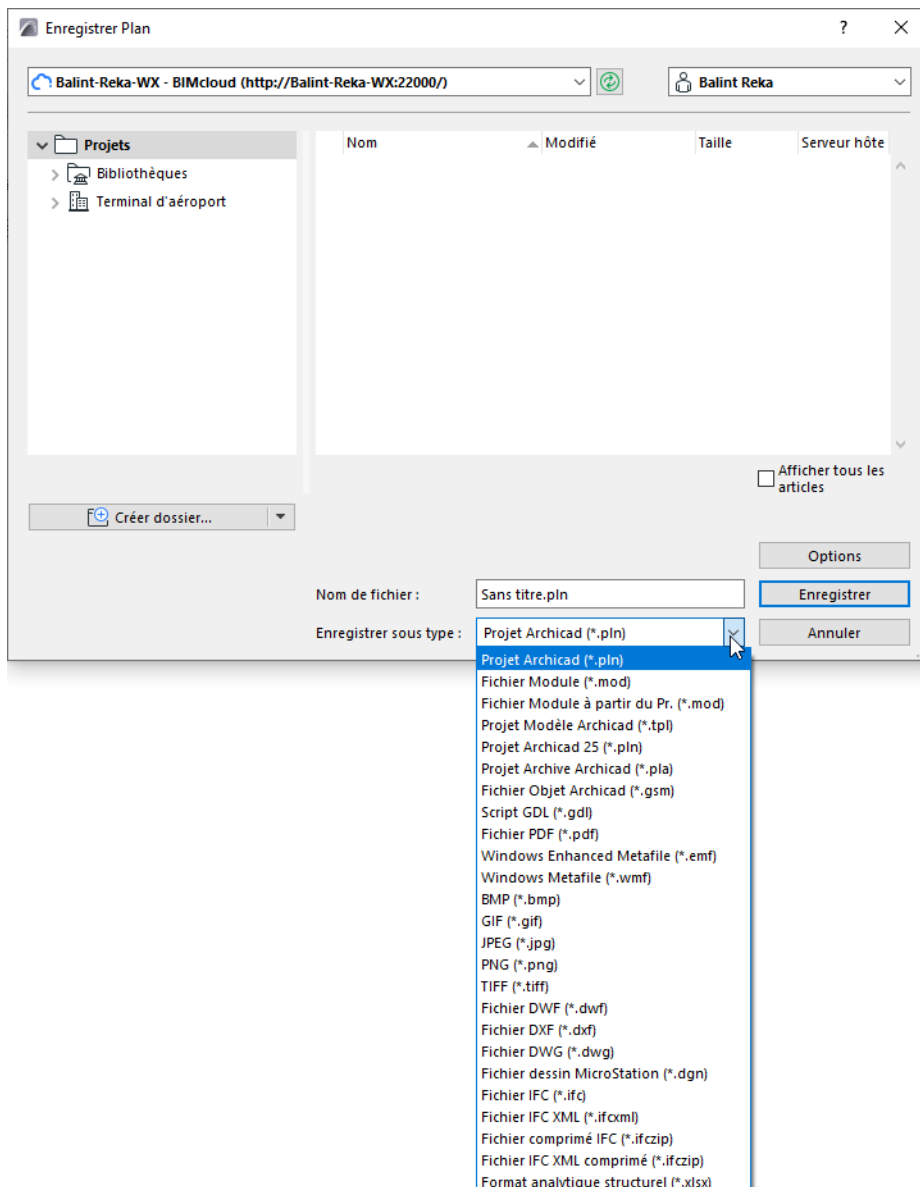 Enregistrer Plan
?
Balint-Reka-WX - BIMcloud (http://Balint-Reka-WX:22000/)
Balint Reka
Projets
Bibliothèques
Terminal d'aéroport
Nom
Modifié
Taille
Serveur hôte
Afficher tous les
articles
Créer dossier...
Options
Nom de fichier :
Sans titre.pln
Enregistrer
Enregistrer sous type :
Projet Archicad (*.pln)
Annuler
Projet Archicad (*.pln)
Fichier Module (*.mod)
Fichier Module à partir du Pr. (*.mod)
Projet Modèle Archicad (*.tpl)
Projet Archicad 25 (*.pln)
Projet Archive Archicad (*.pla)
Fichier Objet Archicad (*.gsm)
Script GDL (*.gdl)
Fichier PDF (*.pdf)
Windows Enhanced Metafile (*.emf)
Windows Metafile (*.wmf)
BMP (*.bmp)
GIF (*.gif)
JPEG (*.jpg)
PNG (*.png)
TIFF (*.tiff)
Fichier DWF (*.dwf)
Fichier DXF (*.dxf)
Fichier DWG (*.dwg)
Fichier dessin MicroStation (*.dgn)
Fichier IFC (*.ifc)
Fichier IFC XML (*.ifcxml)
Fichier comprimé IFC (*.ifczip)
Fichier IFC XML comprimé (*.ifczip)
Format analytique structurel (*.xlsx)